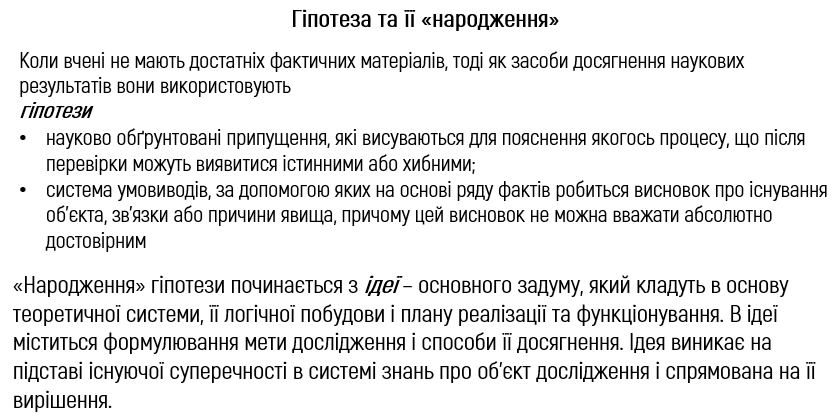 Гіпотеза та її «народження»
Коли вчені не мають достатніх фактичних матеріалів, тоді як засоби досягнення наукових
результатів вони використовують
гіпотези
• науково обґрунтовані припущення, які висуваються для пояснення якогось процесу, що після
перевірки можуть виявитися істинними або хибними;
• система умовиводів, за допомогою яких на основі ряду фактів робиться висновок про існування
об'єкта, зв'язки або причини явища, причому цей висновок не можна вважати абсолютно
достовірним
«Народження» гіпотези починається з ідеї – основного задуму, який кладуть в основу
теоретичної системи, її логічної побудови і плану реалізації та функціонування. В ідеї
міститься формулювання мети дослідження і способи її досягнення. Ідея виникає на
підставі існуючої суперечності в системі знань про об'єкт дослідження і спрямована на її
вирішення.